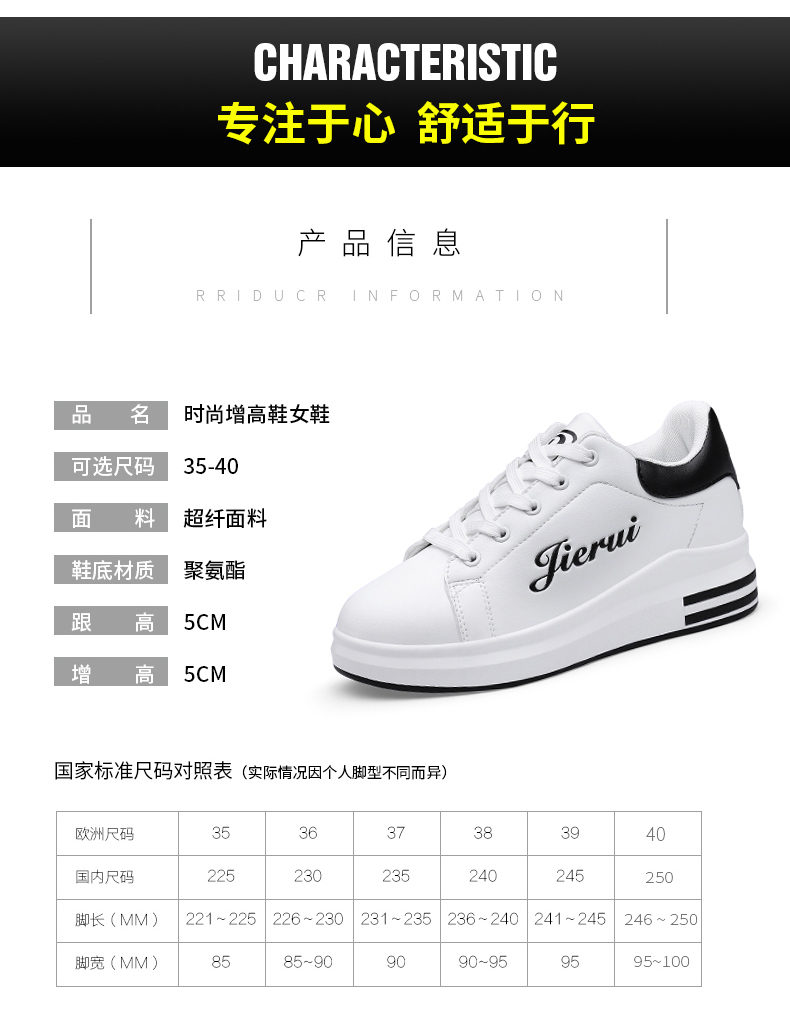 CHARACTERISTIC
专注于心 舒适于行
产品信息
RRIDUCR INFORMATION
品 名 时尚增高鞋女鞋
可选尺码 35-40
面 料 超纤面料
鞋底材质 聚氨酯
跟 高 5CM
增 高 5CM
Jierui
国家标准尺码对照表（实际情况因个人脚型不同而异）
欧洲尺码 35 36 37 38 39 40
国内尺码 225 230 235 240 245 250
脚长（MM） 221~225 226~230 231~235 236~240 241~245 246~250
脚宽（MM） 85 85~90 90 90~95 95 95~100